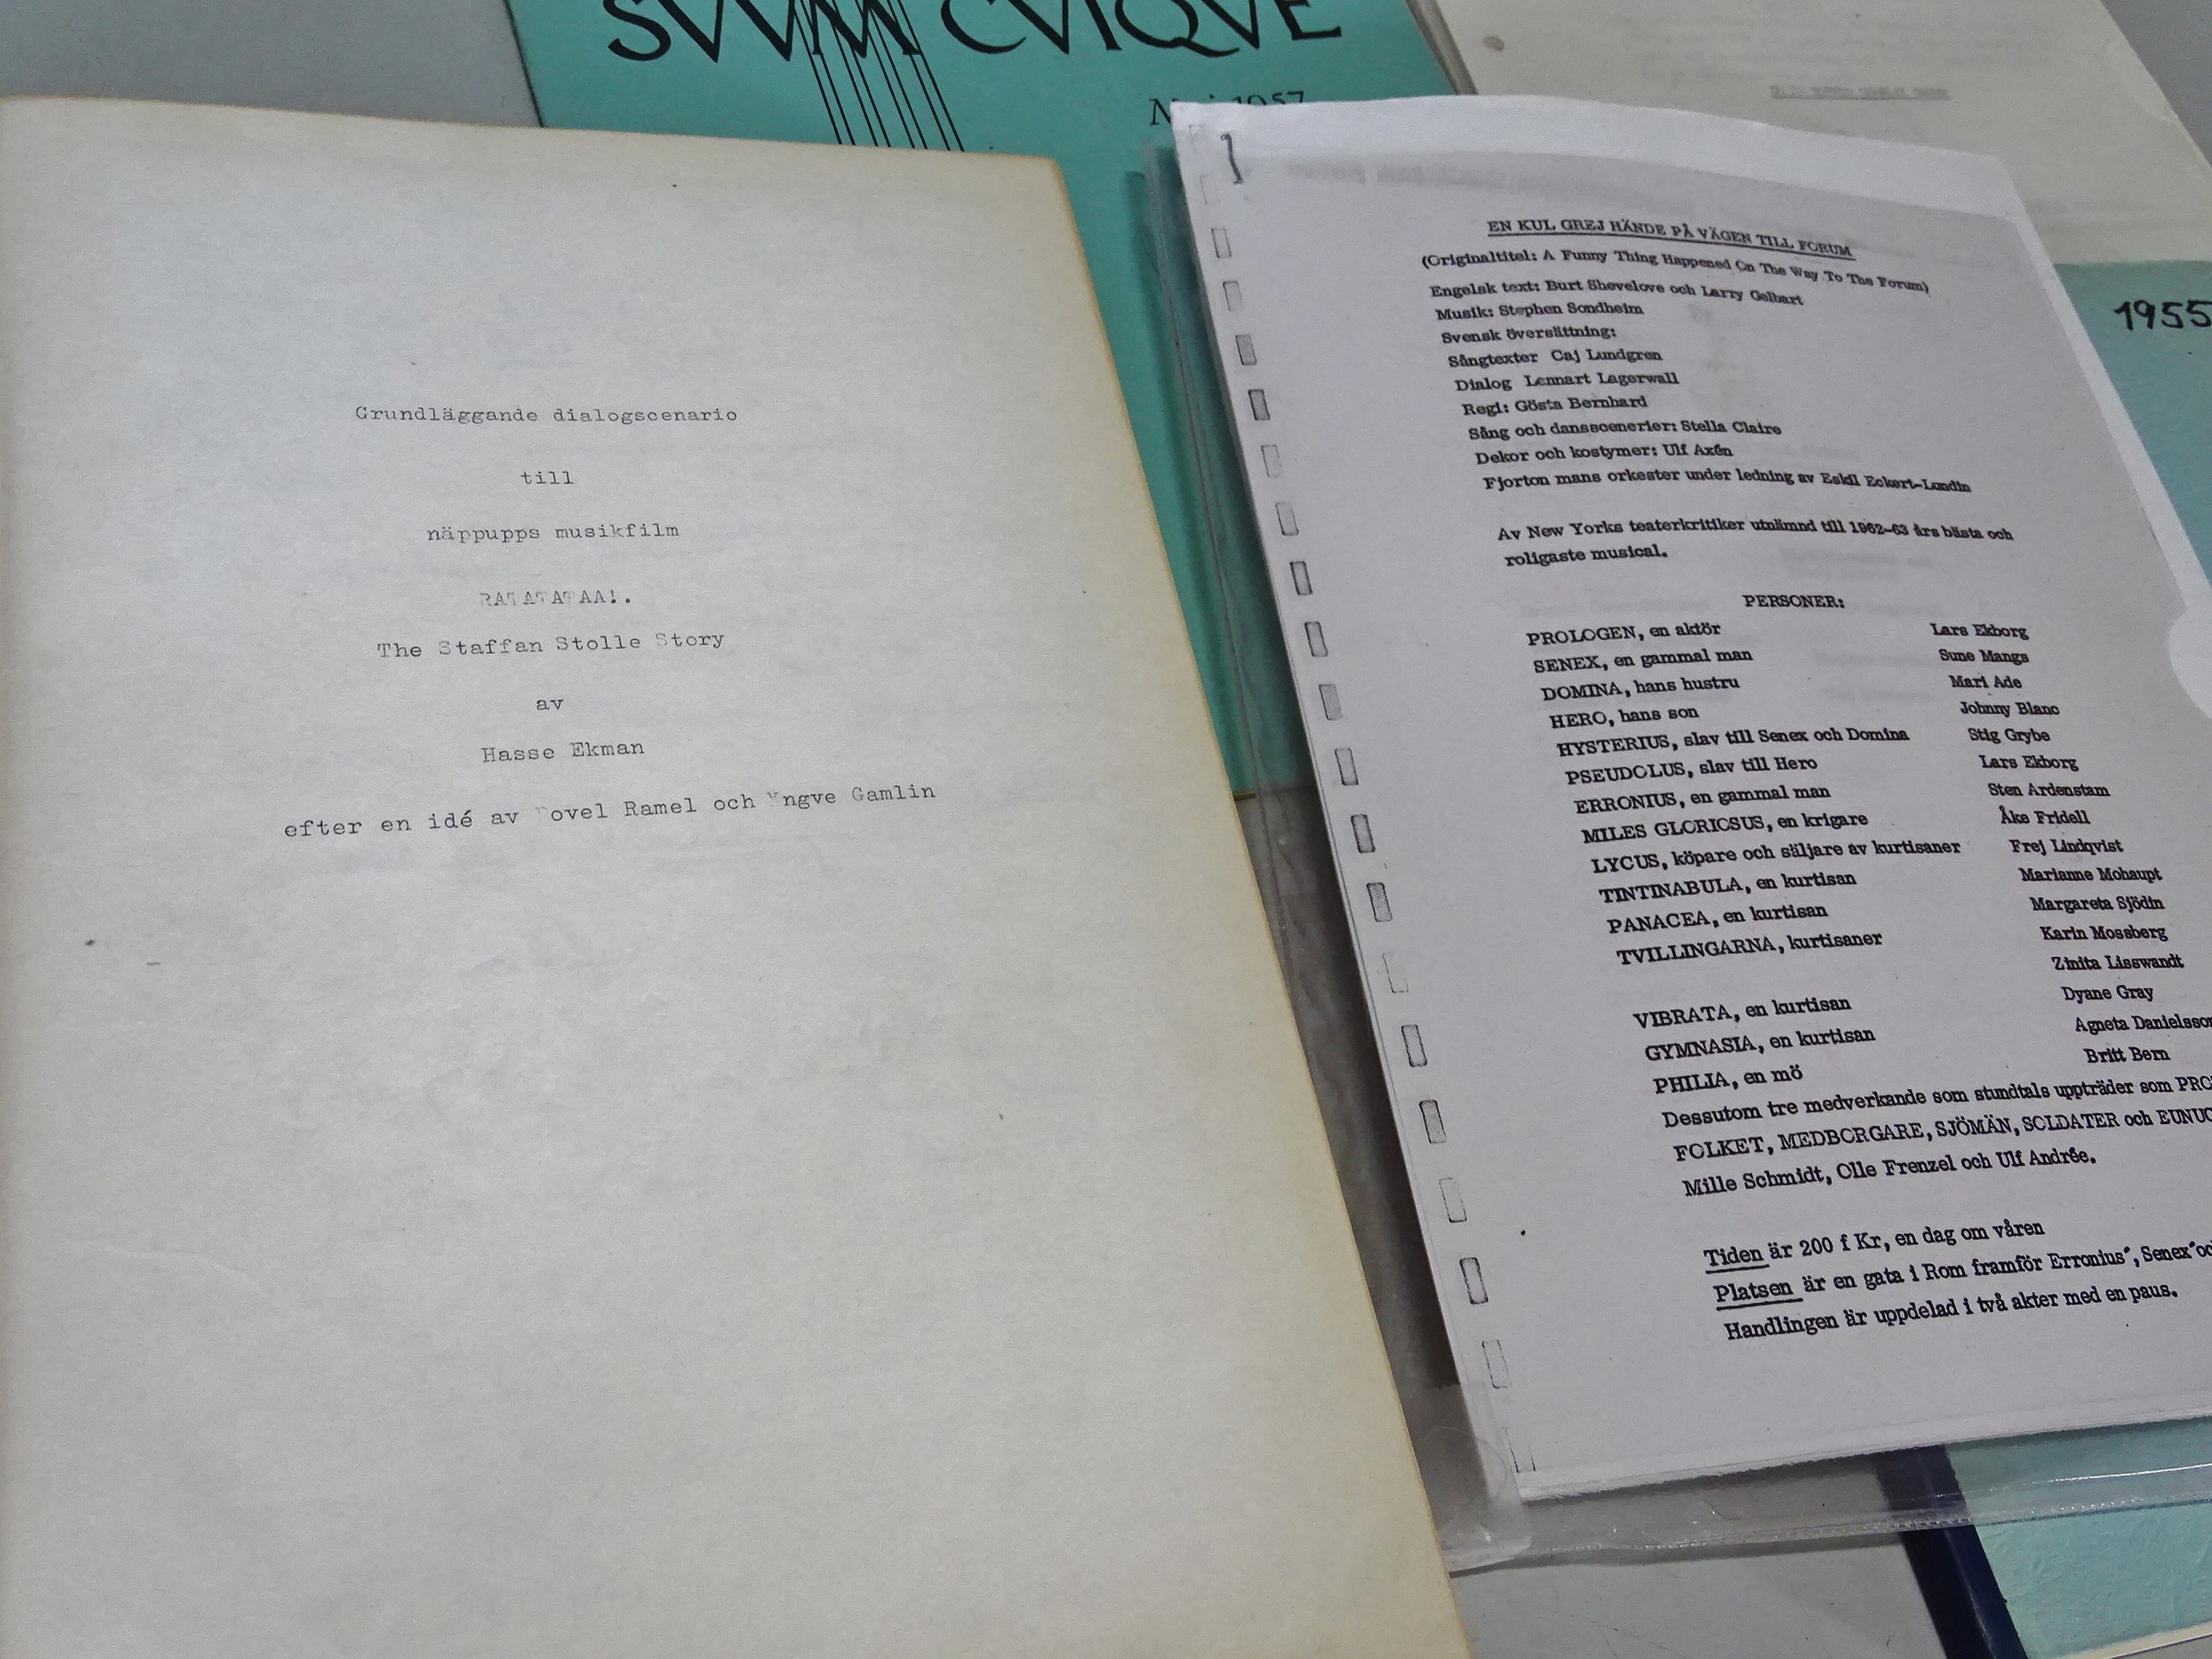 SVVM CVIQVE
1957
1955
Grundläggande dialogscenario
till
näppupps musikfilm
RATATATAA!.
The Staffan Stolle Story
av
Hasse Ekman
efter en idé av ovel Ramel och Yngve Gamlin
EN KUL GREJ HÄNDE PÅ VÄGEN TILL FORUM
(Originaltitel: A Funny Thing Happened On The Way To The Forum)
Engelsk text: Burt Shevelove och Larry Gelbart
Musik: Stephen Sondheim
Svensk översättning:
Sångtexter Caj Lundgren
Dialog Lennart Lagerwall
Regi: Gösta Bernhard
Sång och dansscenerier: Stella Claire
Dekor och kostymer: Ulf Axén
Fjorton mans orkester under ledning av Eskil Eckert-Lundin
Av New Yorks teaterkritiker utnämnd till 1962-63 års bästa och
roligaste musical.
PERSONER:
PROLOGEN, en aktör Lars Ekborg
SENEX, en gammal man Sune Mangs
DOMINA, hans hustru Mari Ade
HERO, hans son Johnny Blanc
HYSTERIUS, slav till Senex och Domina Stig Grybe
PSEUDOLUS, slav till Hero Lars Ekborg
ERRONIUS, en gammal man Sten Ardenstam
MILES GLORIOSUS, en krigare Åke Fridell
LYCUS, köpare och säljare av kurtisaner Frej Lindqvist
TINTINABULA, en kurtisan Marianne Mohaupt
PANACEA, en kurtisan Margareta Sjödin
TVILLINGARNA, kurtisaner Karin Mossberg
Zinita Lisswandt
VIBRATA, en kurtisan Dyane Gray
GYMNASIA, en kurtisan Agneta Danielsson
PHILIA, en mö Britt Bern
Dessutom tre medverkande som stundtals uppträder som PRO
FOLKET, MEDBORGARE, SJÖMÄN, SOLDATER och EUNUC
Mille Schmidt, Olle Frenzel och Ulf Andrée.
Tiden är 200 f Kr, en dag om våren
Platsen är en gata i Rom framför Erronius', Senex' oc
Handlingen är uppdelad i två akter med en paus.